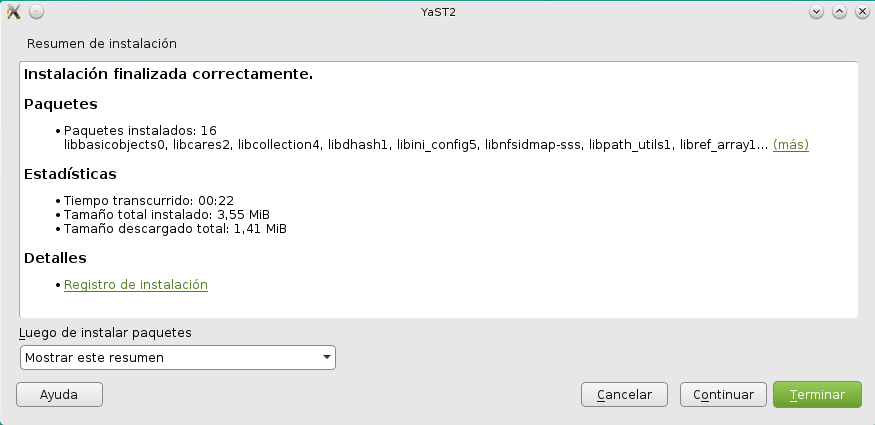 YaST2
Resumen de instalación
Instalación finalizada correctamente.
Paquetes
• Paquetes instalados: 16
libbasicobjects0, libcares2, libcollection4, libdhash1, libini_config5, libnfsidmap-sss, libpath_utils1, libref_array1... (más)
Estadísticas
• Tiempo transcurrido: 00:22
• Tamaño total instalado: 3,55 MiB
• Tamaño descargado total: 1,41 MiB
Detalles
• Registro de instalación
Luego de instalar paquetes
Mostrar este resumen
Ayuda Cancelar Continuar Terminar